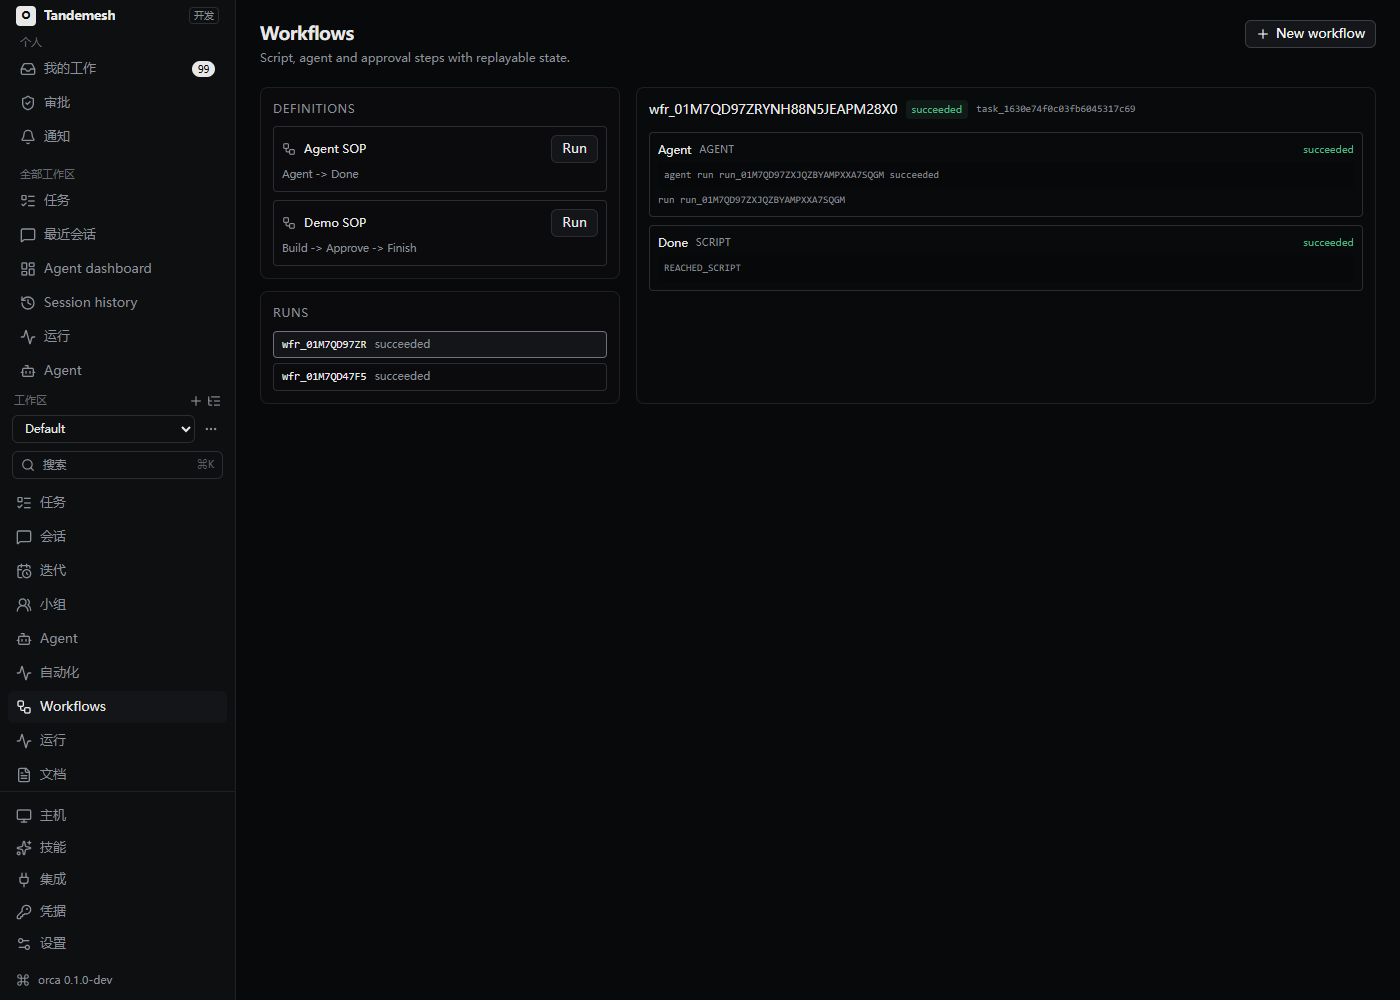 O Tandemesh 开发
个人
我的工作 99
审批
通知
全部工作区
任务
最近会话
Agent dashboard
Session history
运行
Agent
工作区
Default
搜索 ⌘K
任务
会话
迭代
小组
Agent
自动化
Workflows
运行
文档
主机
技能
集成
凭据
设置
orca 0.1.0-dev
Workflows
Script, agent and approval steps with replayable state.
New workflow
DEFINITIONS
Agent SOP Run
Agent -> Done
Demo SOP Run
Build -> Approve -> Finish
RUNS
wfr_01M7QD97ZR succeeded
wfr_01M7QD47F5 succeeded
wfr_01M7QD97ZRYNH88N5JEAPM28X0 succeeded task_1630e74f0c03fb6045317c69
Agent AGENT succeeded
agent run run_01M7QD97ZXJQZBYAMPXXA7SQGM succeeded
run run_01M7QD97ZXJQZBYAMPXXA7SQGM
Done SCRIPT succeeded
REACHED_SCRIPT